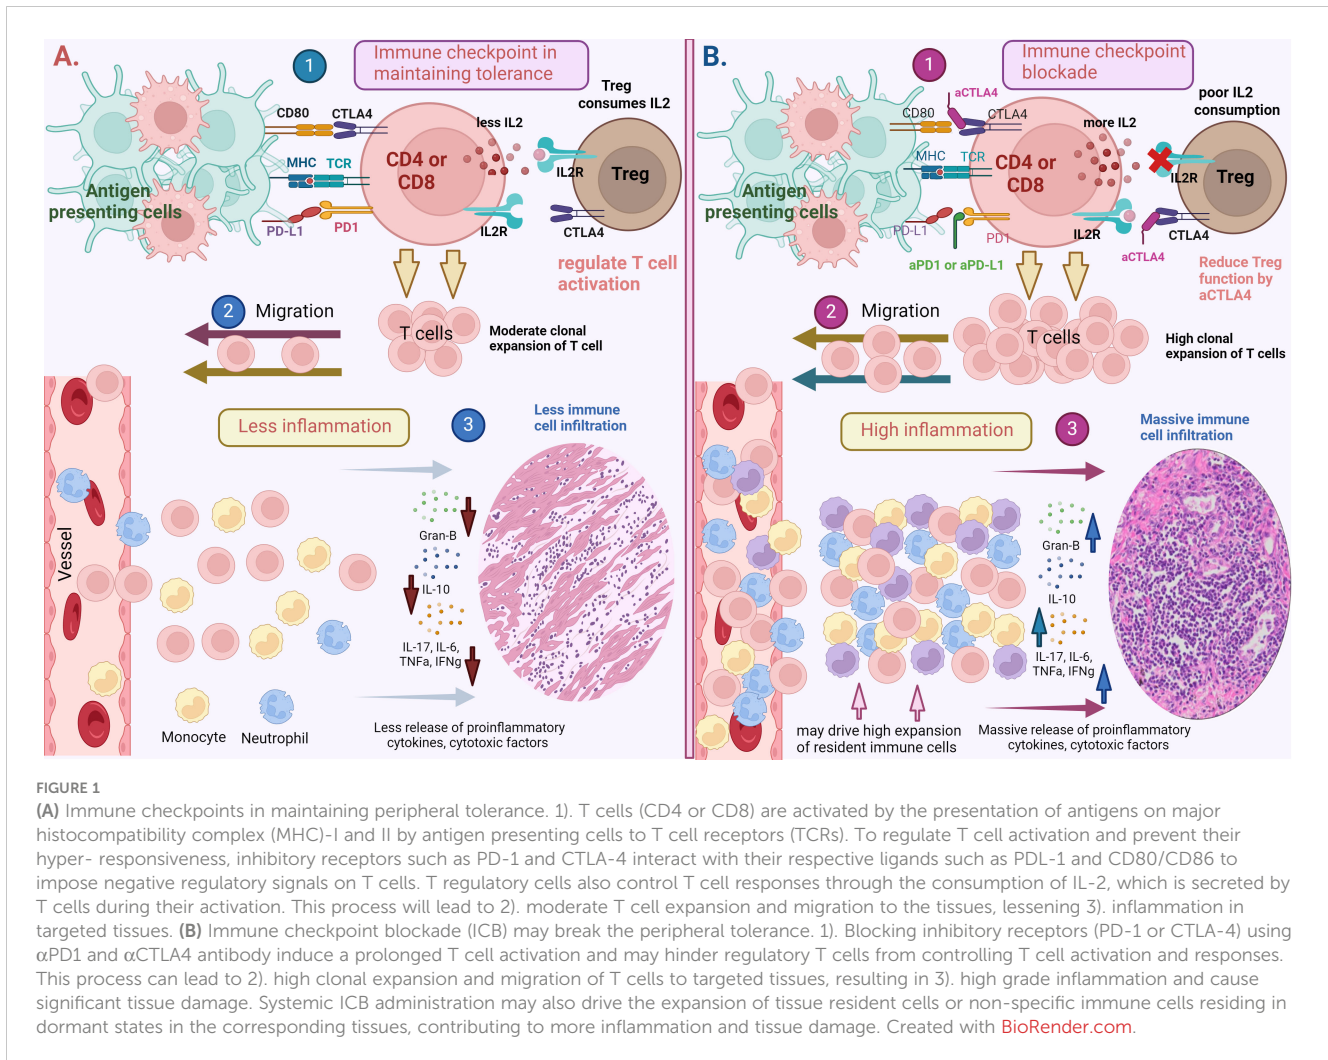 A.
1
Immune checkpoint in
maintaining tolerance
Treg
consumes IL2
CD80
CTLA4
less IL2
MHC
TCR
CD4 or
CD8
IL2R
Treg
Antigen
presenting cells
PD-L1
PD1
IL2R
CTLA4
regulate T cell
activation
2
Migration
T cells
Moderate clonal
expansion of T cell
Less inflammation
3
Less immune
cell infiltration
Vessel
Gran-B
IL-10
IL-17, IL-6,
TNFa, IFNg
Monocyte
Neutrophil
Less release of proinflammatory
cytokines, cytotoxic factors
B.
1
Immune checkpoint
blockade
aCTLA4
poor IL2
consumption
CD80
CTLA4
more IL2
MHC
TCR
CD4 or
CD8
IL2R
Treg
Antigen
presenting cells
PD-L1
PD1
IL2R
CTLA4
aCTLA4
aPD1 or aPD-L1
Reduce Treg
function by
aCTLA4
2
Migration
T cells
High clonal
expansion of T cells
High inflammation
3
Massive immune
cell infiltration
Gran-B
IL-10
IL-17, IL-6,
TNFa, IFNg
may drive high expansion
of resident immune cells
Massive release of proinflammatory
cytokines, cytotoxic factors
FIGURE 1
(A) Immune checkpoints in maintaining peripheral tolerance. 1). T cells (CD4 or CD8) are activated by the presentation of antigens on major
histocompatibility complex (MHC)-I and II by antigen presenting cells to T cell receptors (TCRs). To regulate T cell activation and prevent their
hyper- responsiveness, inhibitory receptors such as PD-1 and CTLA-4 interact with their respective ligands such as PDL-1 and CD80/CD86 to
impose negative regulatory signals on T cells. T regulatory cells also control T cell responses through the consumption of IL-2, which is secreted by
T cells during their activation. This process will lead to 2). moderate T cell expansion and migration to the tissues, lessening 3). inflammation in
targeted tissues. (B) Immune checkpoint blockade (ICB) may break the peripheral tolerance. 1). Blocking inhibitory receptors (PD-1 or CTLA-4) using
αPD1 and αCTLA4 antibody induce a prolonged T cell activation and may hinder regulatory T cells from controlling T cell activation and responses.
This process can lead to 2). high clonal expansion and migration of T cells to targeted tissues, resulting in 3). high grade inflammation and cause
significant tissue damage. Systemic ICB administration may also drive the expansion of tissue resident cells or non-specific immune cells residing in
dormant states in the corresponding tissues, contributing to more inflammation and tissue damage. Created with BioRender.com.